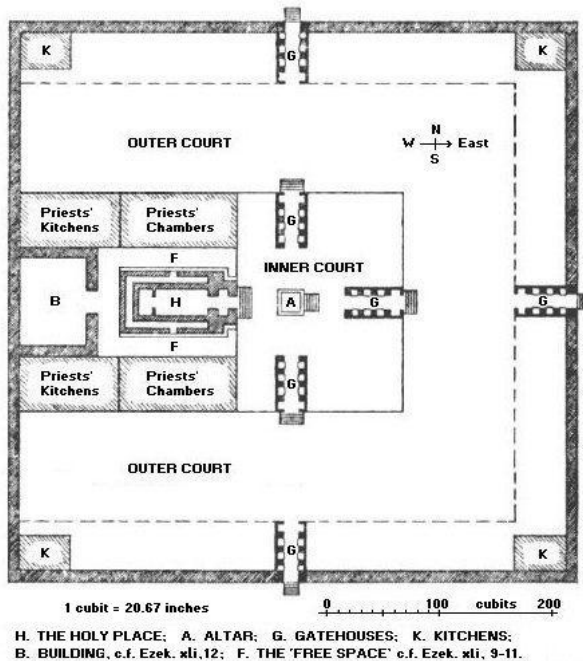 K
G
K
OUTER COURT
N
W East
S
Priests'
Kitchens
Priests'
Chambers
G
F
INNER COURT
B
H
A
G
G
F
Priests'
Kitchens
Priests'
Chambers
G
OUTER COURT
K
G
K
1 cubit = 20.67 inches
0 100 cubits 200
H. THE HOLY PLACE; A. ALTAR; G. GATEHOUSES; K. KITCHENS;
B. BUILDING, c.f. Ezek. xli,12; F. THE 'FREE SPACE' c.f. Ezek. xli, 9-11.